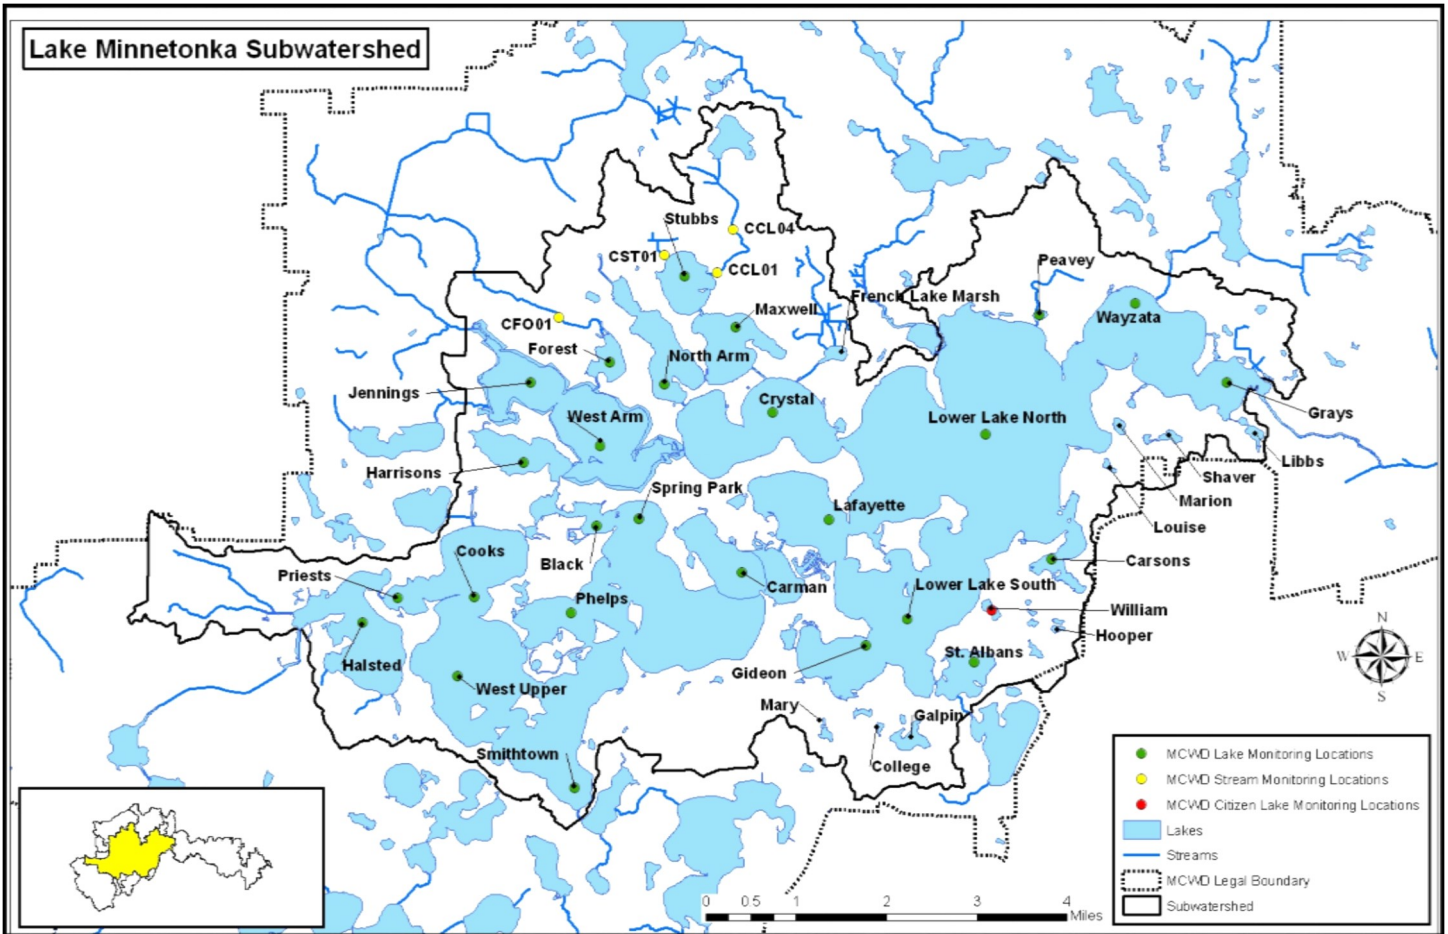 Lake Minnetonka Subwatershed
Stubbs
CCL04
CST01
CCL01
Peavey
French Lake Marsh
Maxwell
Wayzata
CFO01
Forest
North Arm
Jennings
Crystal
Grays
West Arm
Lower Lake North
Libbs
Harrisons
Shaver
Spring Park
Marion
Lafayette
Louise
Cooks
Black
Carsons
Priests
Carman
Lower Lake South
Phelps
William
Hooper
Halsted
Gideon
St. Albans
West Upper
Mary
Galpin
Smithtown
College
N
W
E
S
MCWD Lake Monitoring Locations
MCWD Stream Monitoring Locations
MCWD Citizen Lake Monitoring Locations
Lakes
Streams
MCWD Legal Boundary
Subwatershed
0 0.5 1 2 3 4
Miles